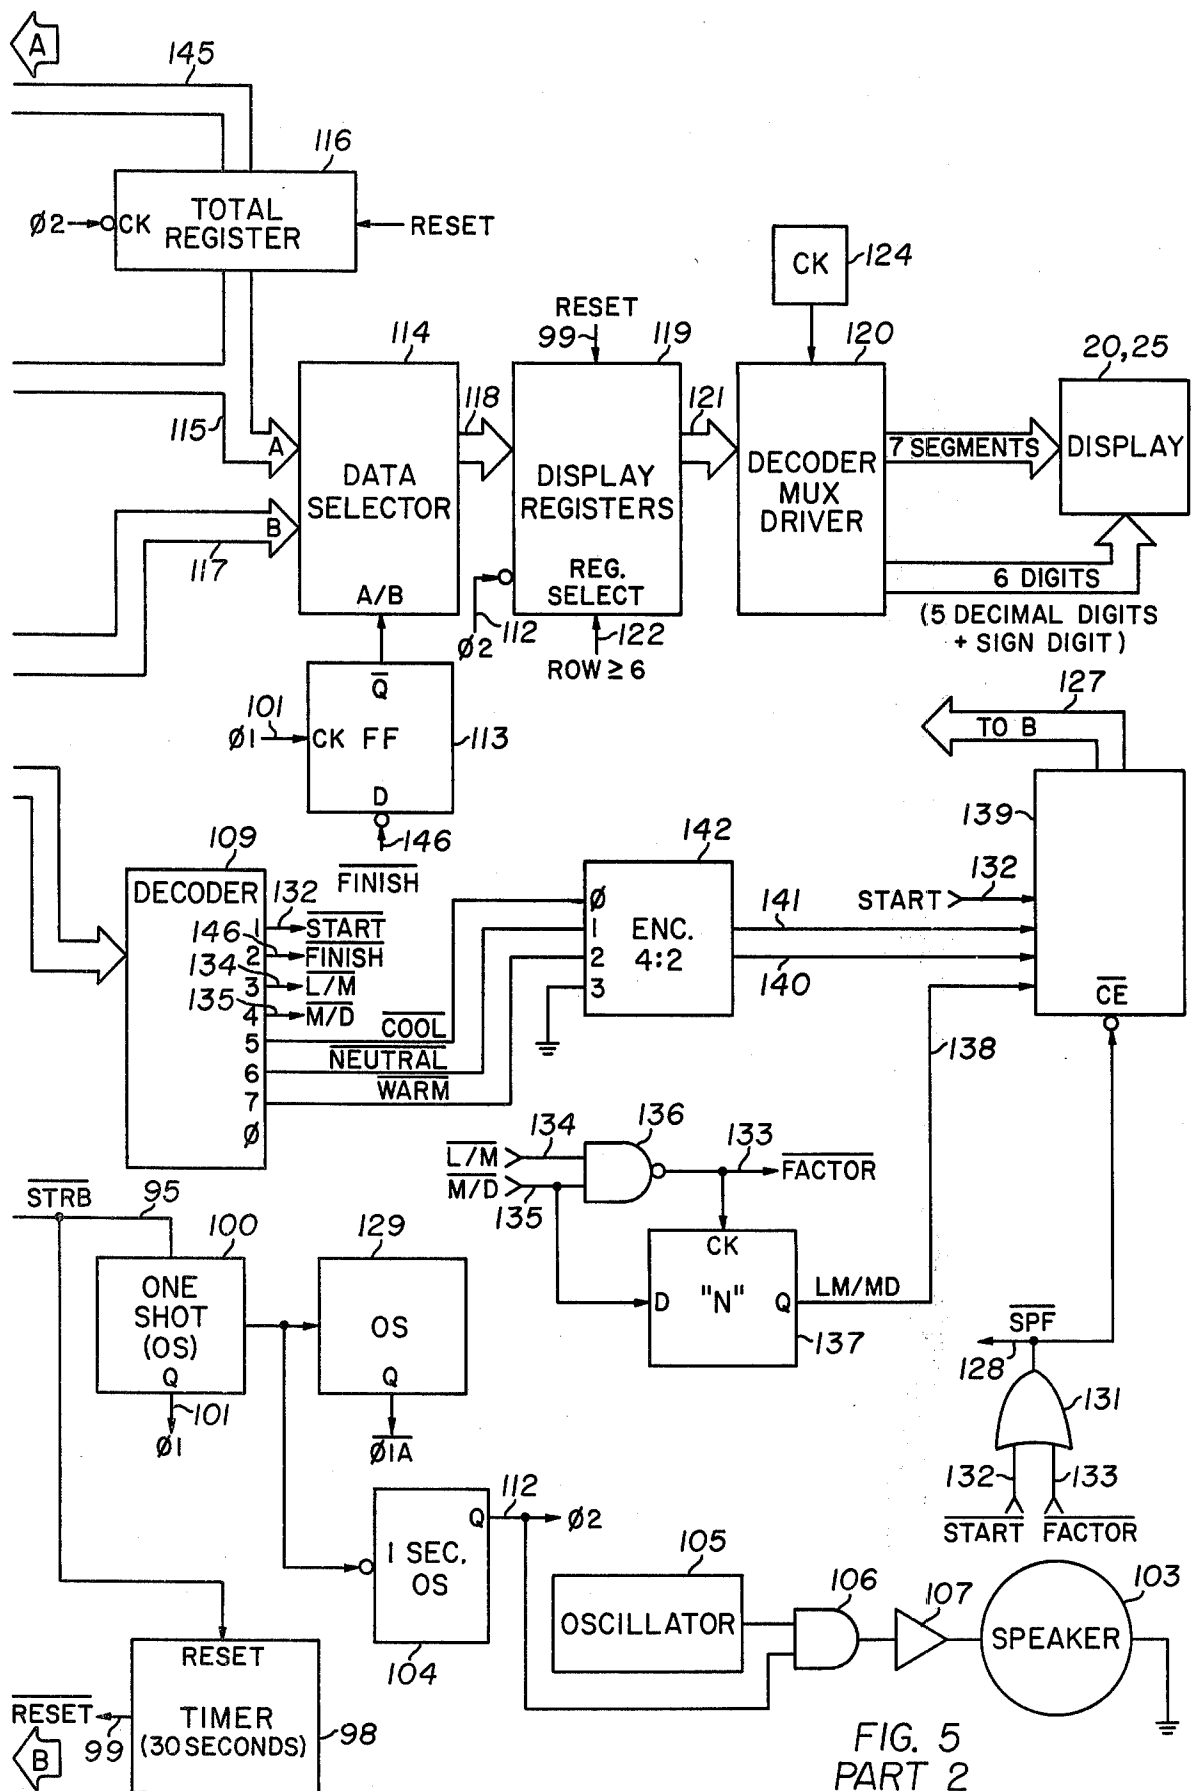 A
145
116
Ø2
CK
TOTAL
REGISTER
RESET
CK
124
RESET
99
114
119
120
20,25
118
121
115
A
DATA
SELECTOR
DISPLAY
REGISTERS
DECODER
MUX
DRIVER
7 SEGMENTS
DISPLAY
B
117
A/B
REG.
SELECT
6 DIGITS
(5 DECIMAL DIGITS
+ SIGN DIGIT)
Ø2
112
122
ROW ≥ 6
Q̅
101
Ø1
CK FF
113
D
146
FINISH
127
TO B
139
109
DECODER
142
132
START
132
1
START
146
2
FINISH
134
3
L/M
135
4
M/D
5
COOL
6
NEUTRAL
7
WARM
Ø
Ø
1
2
3
ENC.
4:2
141
140
CE
138
134
136
133
L/M
M/D
135
FACTOR
CK
D
"N"
Q
LM/MD
137
STRB
95
100
129
ONE
SHOT
(OS)
Q
OS
Q
101
Ø1
Ø1A
SPF
128
131
132
133
START
FACTOR
Q
112
Ø2
1 SEC.
OS
104
105
OSCILLATOR
106
107
103
SPEAKER
RESET
TIMER
(30 SECONDS)
98
RESET
99
B
FIG. 5
PART 2